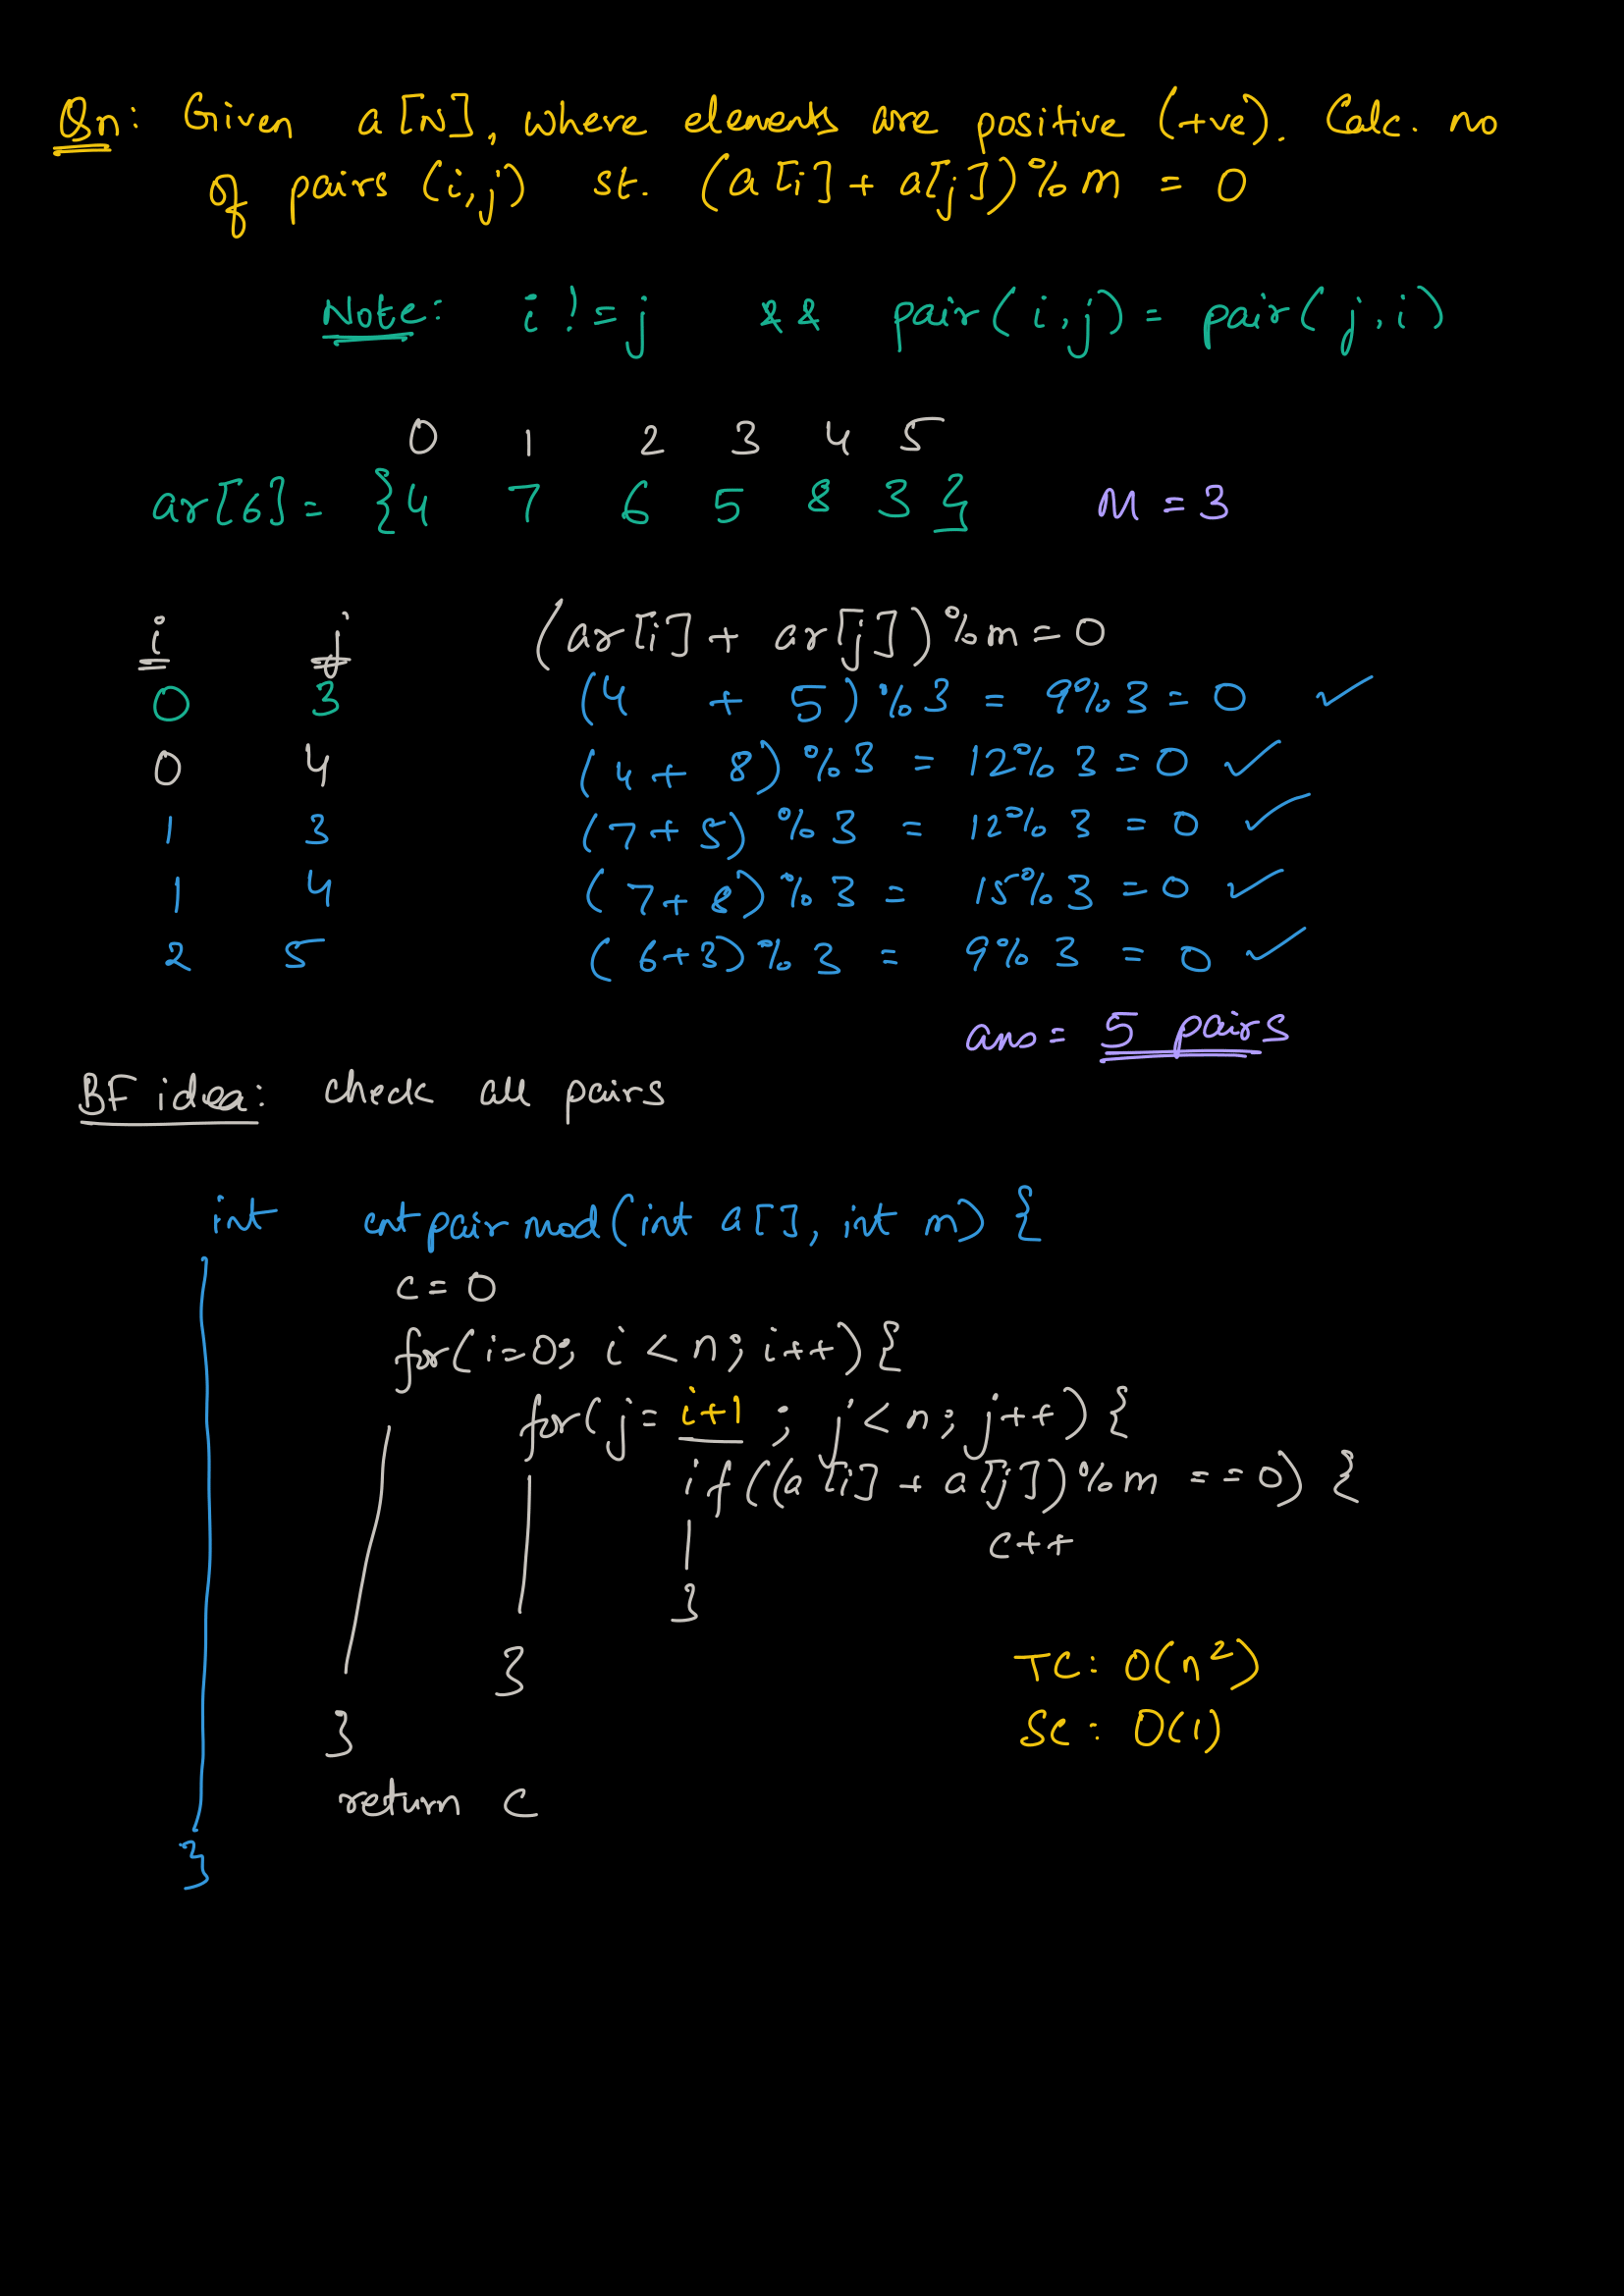 Qn: Given a[N], where elements are positive (+ve). Calc. no
of pairs (i,j) st. (a[i] + a[j])%m = 0
Note: i != j && pair(i,j) = pair(j,i)
0 1 2 3 4 5
ar[6] = {4 7 6 5 8 3} M = 3
i j (ar[i] + ar[j])%m = 0
0 3 (4 + 5)%3 = 9%3 = 0 ✓
0 4 (4 + 8)%3 = 12%3 = 0 ✓
1 3 (7+5)%3 = 12%3 = 0 ✓
1 4 (7+8)%3 = 15%3 = 0 ✓
2 5 (6+3)%3 = 9%3 = 0 ✓
ans = 5 pairs
BF idea: check all pairs
int cnt pair mod(int a[], int m) {
c = 0
for(i=0; i < n; i++) {
for(j = i+1 ; j < n; j++) {
if((a[i] + a[j])%m == 0) {
c++
}
}
TC: O(n²)
}
SC: O(1)
return c
}